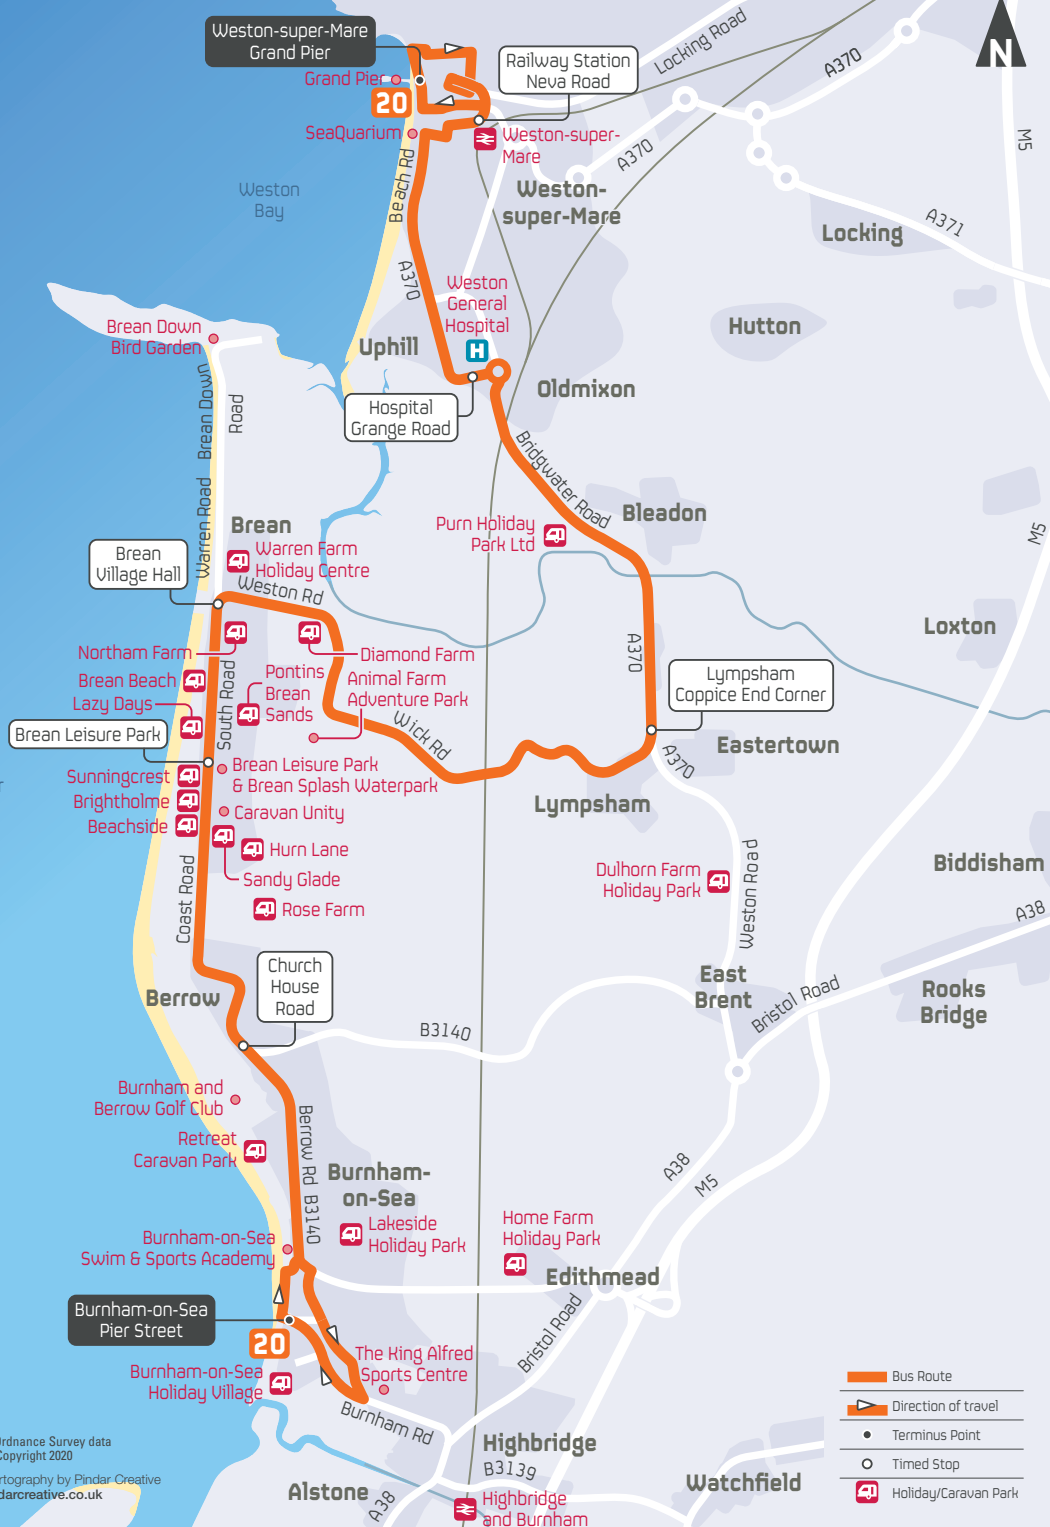 Weston-super-Mare
Grand Pier
Grand Pier
20
SeaQuarium
Railway Station
Neva Road
Weston-super-
Mare
Locking Road
A370
N
M5
A370
Weston-
super-Mare
Locking
A371
Weston
Bay
Beach Rd
A370
Weston
General
Hospital
H
Hutton
Brean Down
Bird Garden
Uphill
Oldmixon
Hospital
Grange Road
Brean Down
Road
Warren Road
Bridgwater Road
Bleadon
Purn Holiday
Park Ltd
M5
Brean
Brean
Village Hall
Warren Farm
Holiday Centre
Weston Rd
Loxton
Northam Farm
Diamond Farm
A370
Brean Beach
Lazy Days
South Road
Pontins
Brean
Sands
Animal Farm
Adventure Park
Lympsham
Coppice End Corner
Brean Leisure Park
Wick Rd
A370
Eastertown
Sunningcrest
Brean Leisure Park
& Brean Splash Waterpark
Brightholme
Caravan Unity
Beachside
Lympsham
Hurn Lane
Sandy Glade
Rose Farm
Coast Road
Dulhorn Farm
Holiday Park
Weston Road
Biddisham
A38
Berrow
Church
House
Road
East
Brent
Bristol Road
Rooks
Bridge
B3140
Burnham and
Berrow Golf Club
Retreat
Caravan Park
Berrow Rd
B3140
Burnham-
on-Sea
A38
M5
Lakeside
Holiday Park
Home Farm
Holiday Park
Burnham-on-Sea
Swim & Sports Academy
Edithmead
Burnham-on-Sea
Pier Street
20
Bristol Road
The King Alfred
Sports Centre
Burnham-on-Sea
Holiday Village
Burnham Rd
Highbridge
B3139
Alstone
A38
Highbridge
and Burnham
Watchfield
Bus Route
Direction of travel
Terminus Point
Timed Stop
Holiday/Caravan Park
Ordnance Survey data
Copyright 2020
rtography by Pindar Creative
darcreative.co.uk